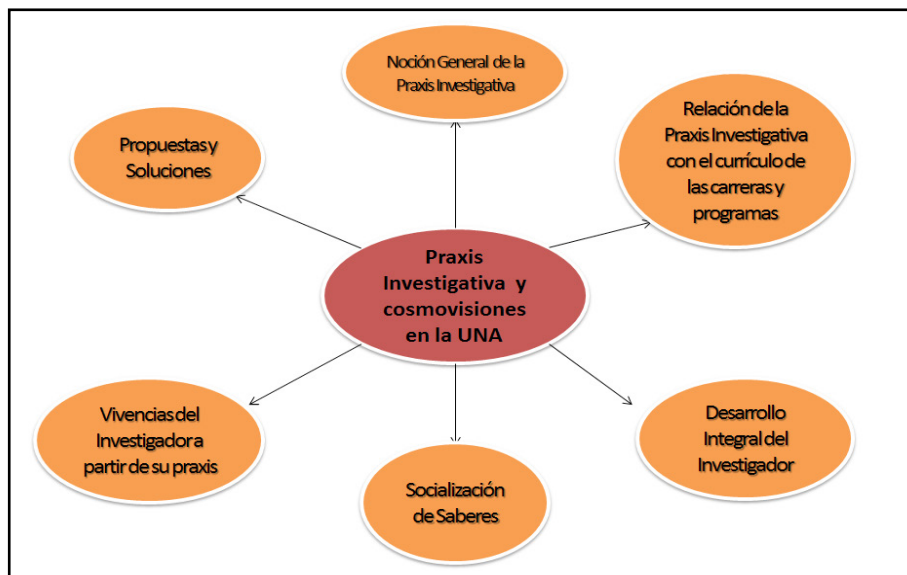 Noción General de la
Praxis Investigativa
Relación de la
Praxis Investigativa
con el currículo de
las carreras y
programas
Propuestas y
Soluciones
Praxis
Investigativa y
cosmovisiones
en la UNA
Vivencias del
Investigador a
partir de su praxis
Socialización
de Saberes
Desarrollo
Integral del
Investigador